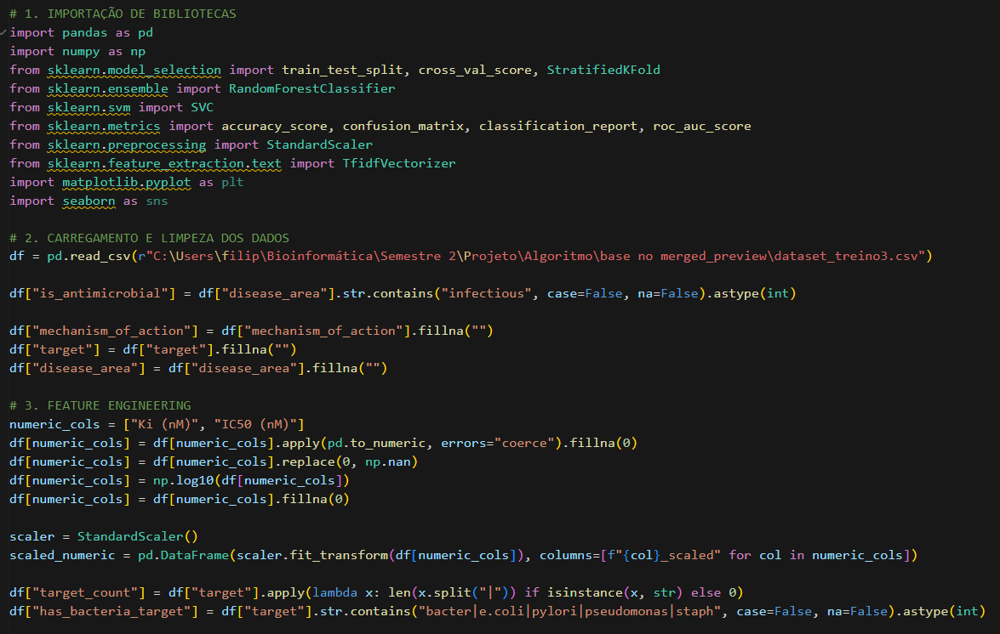 # 1. IMPORTAÇÃO DE BIBLIOTECAS
import pandas as pd
import numpy as np
from sklearn.model_selection import train_test_split, cross_val_score, StratifiedKFold
from sklearn.ensemble import RandomForestClassifier
from sklearn.svm import SVC
from sklearn.metrics import accuracy_score, confusion_matrix, classification_report, roc_auc_score
from sklearn.preprocessing import StandardScaler
from sklearn.feature_extraction.text import TfidfVectorizer
import matplotlib.pyplot as plt
import seaborn as sns
# 2. CARREGAMENTO E LIMPEZA DOS DADOS
df = pd.read_csv(r"C:\Users\filip\Bioinformática\Semestre 2\Projeto\Algoritmo\base no merged_preview\dataset_treino3.csv")
df["is_antimicrobial"] = df["disease_area"].str.contains("infectious", case=False, na=False).astype(int)
df["mechanism_of_action"] = df["mechanism_of_action"].fillna("")
df["target"] = df["target"].fillna("")
df["disease_area"] = df["disease_area"].fillna("")
# 3. FEATURE ENGINEERING
numeric_cols = ["Ki (nM)", "IC50 (nM)"]
df[numeric_cols] = df[numeric_cols].apply(pd.to_numeric, errors="coerce").fillna(0)
df[numeric_cols] = df[numeric_cols].replace(0, np.nan)
df[numeric_cols] = np.log10(df[numeric_cols])
df[numeric_cols] = df[numeric_cols].fillna(0)
scaler = StandardScaler()
scaled_numeric = pd.DataFrame(scaler.fit_transform(df[numeric_cols]), columns=[f"{col}_scaled" for col in numeric_cols])
df["target_count"] = df["target"].apply(lambda x: len(x.split("|")) if isinstance(x, str) else 0)
df["has_bacteria_target"] = df["target"].str.contains("bacter|e.coli|pylori|pseudomonas|staph", case=False, na=False).astype(int)